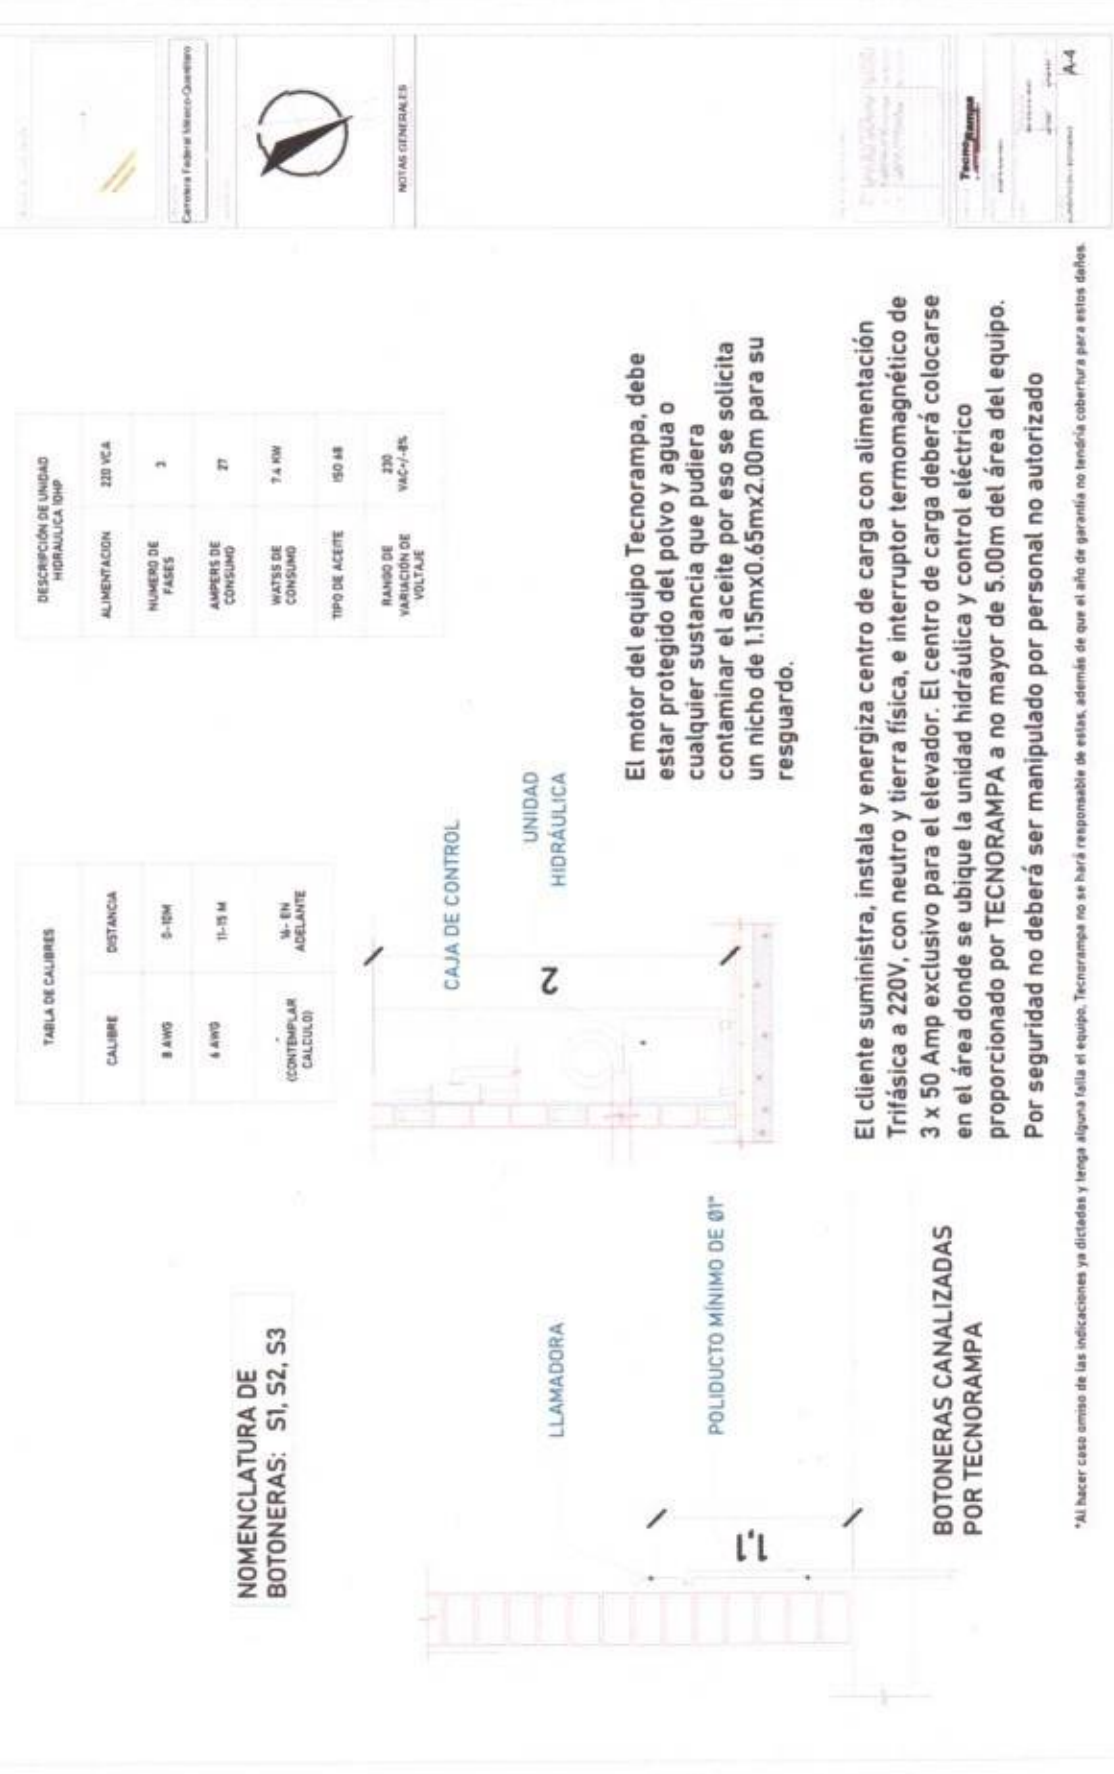 NOMENCLATURA DE
BOTONERAS: S1, S2, S3
TABLA DE CALIBRES
CALIBRE DISTANCIA
8 AWG 0-10M
6 AWG 11-15 M
(CONTEMPLAR
CALCULO)
16- EN
ADELANTE
DESCRIPCIÓN DE UNIDAD
HIDRAULICA 10HP
ALIMENTACION 220 VCA
NUMERO DE
FASES
3
AMPERS DE
CONSUMO
27
WATSS DE
CONSUMO
7.4 KW
TIPO DE ACEITE ISO 68
RANGO DE
VARIACIÓN DE
VOLTAJE
230
VAC+/-8%
CAJA DE CONTROL
UNIDAD
HIDRÁULICA
2
LLAMADORA
POLIDUCTO MÍNIMO DE Ø1"
1,1
El motor del equipo Tecnorampa, debe
estar protegido del polvo y agua o
cualquier sustancia que pudiera
contaminar el aceite por eso se solicita
un nicho de 1.15mx0.65mx2.00m para su
resguardo.
BOTONERAS CANALIZADAS
POR TECNORAMPA
El cliente suministra, instala y energiza centro de carga con alimentación
Trifásica a 220V, con neutro y tierra física, e interruptor termomagnético de
3 x 50 Amp exclusivo para el elevador. El centro de carga deberá colocarse
en el área donde se ubique la unidad hidráulica y control eléctrico
proporcionado por TECNORAMPA a no mayor de 5.00m del área del equipo.
Por seguridad no deberá ser manipulado por personal no autorizado
*Al hacer caso omiso de las indicaciones ya dictadas y tenga alguna falla el equipo, Tecnorampa no se hará responsable de estas, además de que el año de garantía no tendría cobertura para estos daños.
Carretera Federal México-Querétaro
NOTAS GENERALES
Tecnorampa
A-4